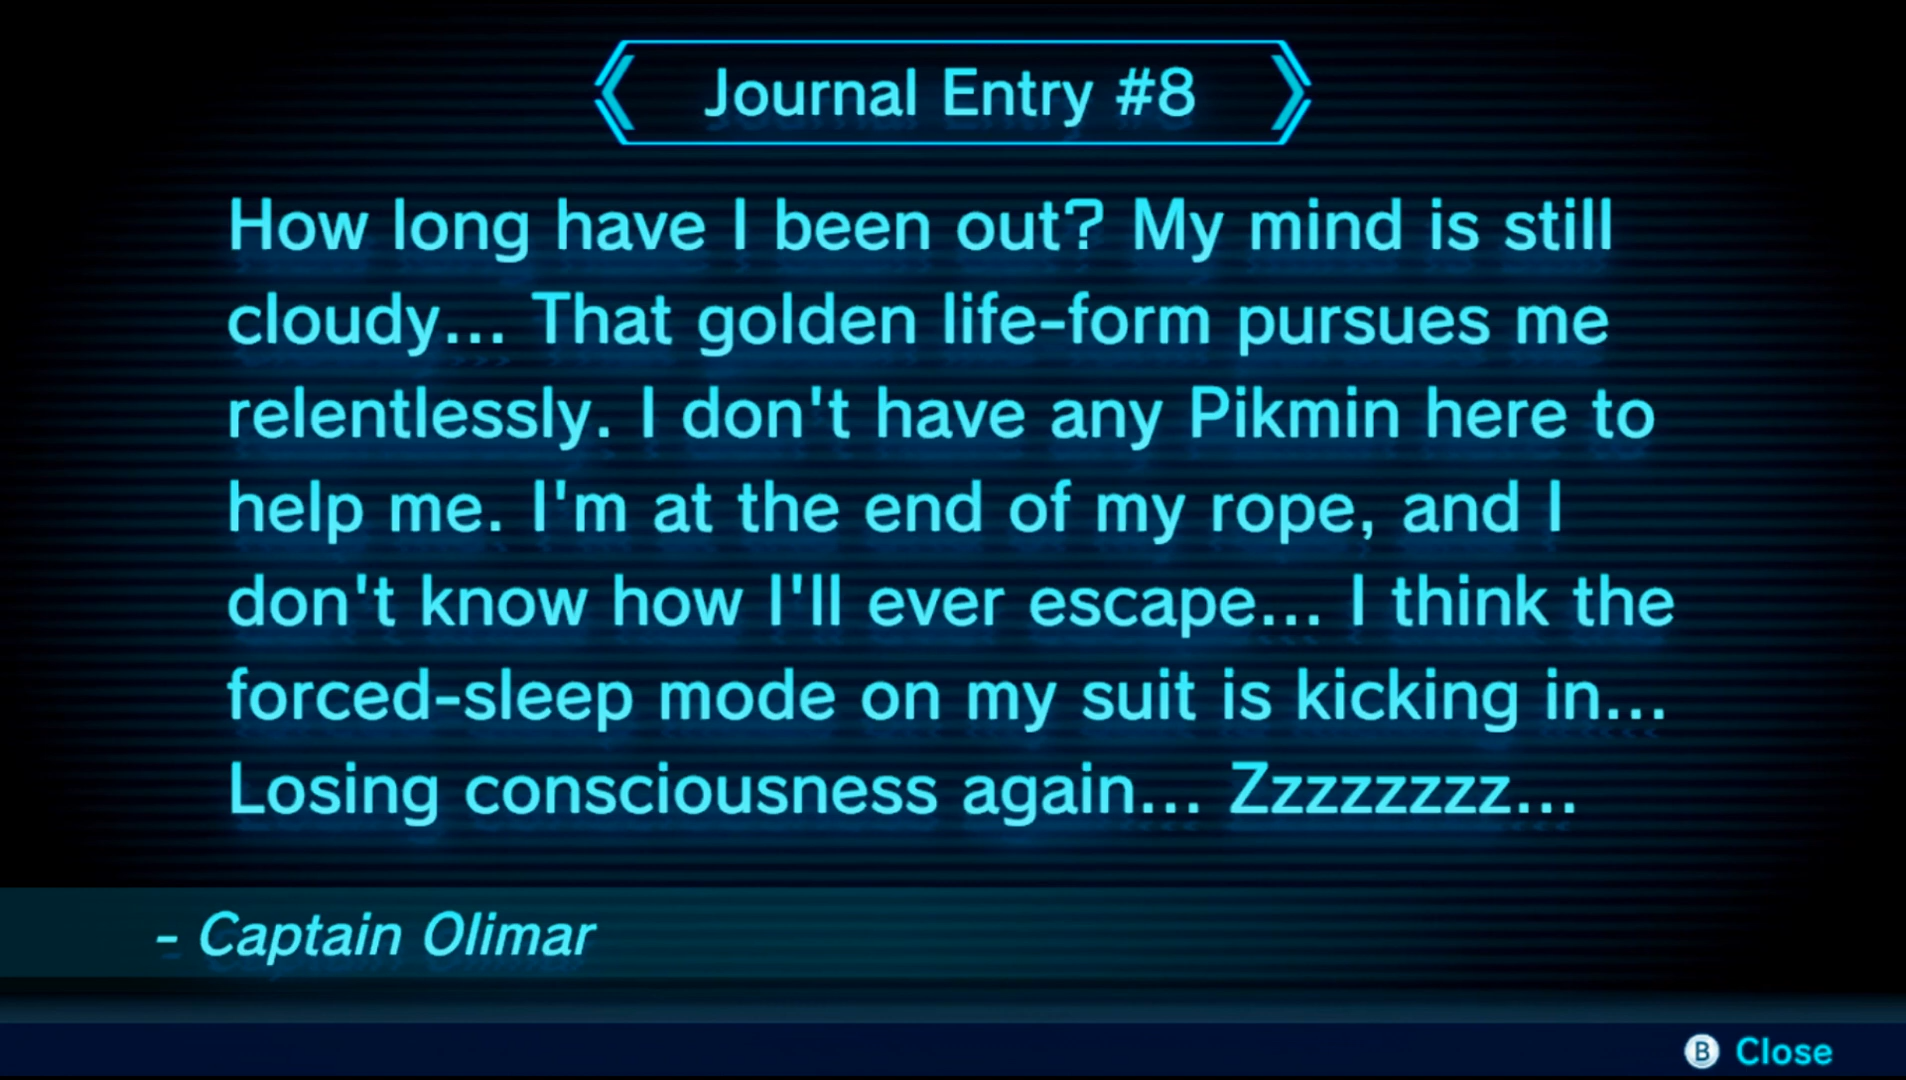 Journal Entry #8
How long have I been out? My mind is still
cloudy... That golden life-form pursues me
relentlessly. I don't have any Pikmin here to
help me. I'm at the end of my rope, and I
don't know how I'll ever escape... I think the
forced-sleep mode on my suit is kicking in...
Losing consciousness again... Zzzzzzzz...
- Captain Olimar
B Close